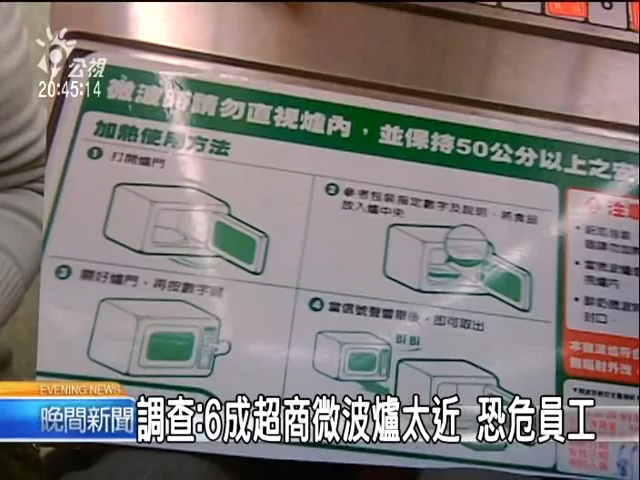 公視
20:45:14
微波時請勿直視爐內，並保持50公分以上之安
加熱使用方法
1 打開爐門
2 參考包裝指定數字及說明，將食品
放入爐中央
3 關好爐門，再按數字鍵
4 當信號聲響畢後，即可取出
Bi Bi
注意
EVENING NEWS
晚間新聞
調查:6成超商微波爐太近 恐危員工